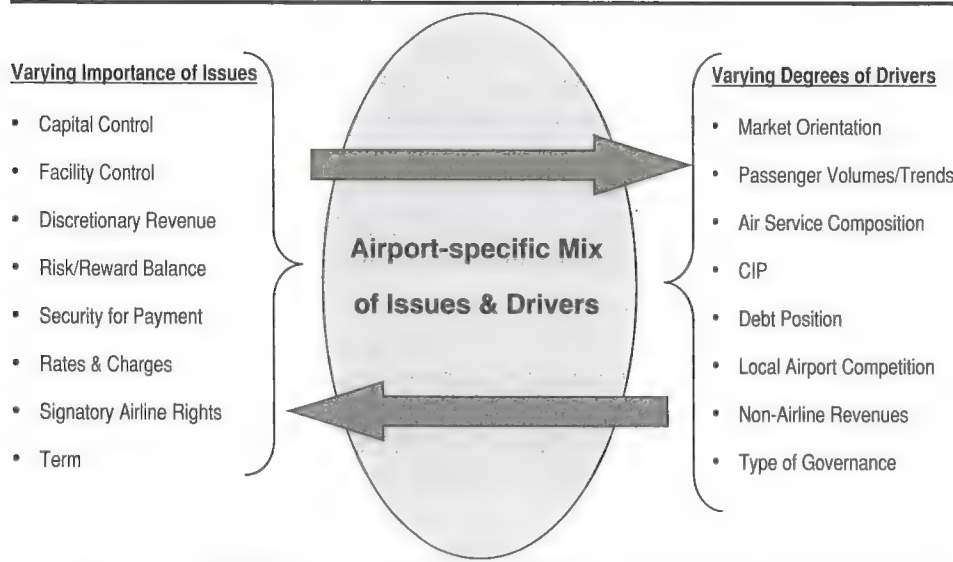 Varying Importance of Issues
• Capital Control
• Facility Control
• Discretionary Revenue
• Risk/Reward Balance
• Security for Payment
• Rates & Charges
• Signatory Airline Rights
• Term
Airport-specific Mix
of Issues & Drivers
Varying Degrees of Drivers
• Market Orientation
• Passenger Volumes/Trends
• Air Service Composition
• CIP
• Debt Position
• Local Airport Competition
• Non-Airline Revenues
• Type of Governance